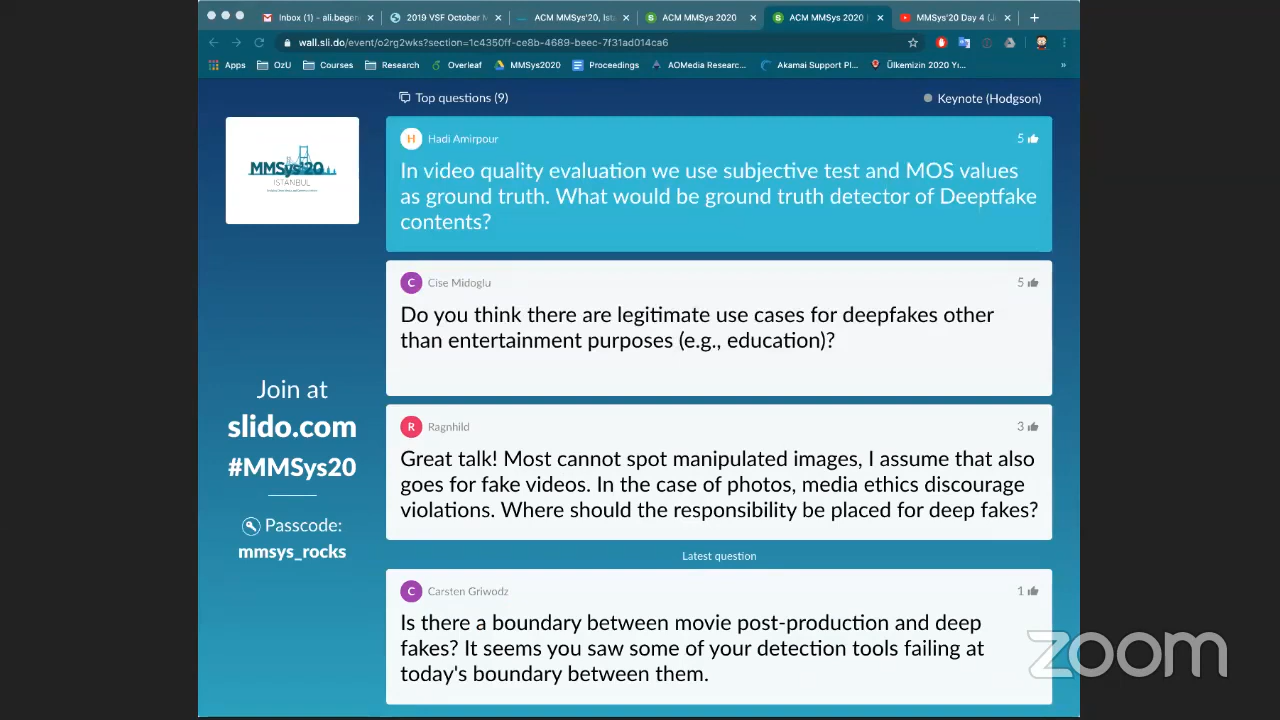 Inbox (1) - ali.begen
2019 VSF October M
ACM MMSys'20, Ist
ACM MMSys 2020
ACM MMSys 2020
MMSys'20 Day 4 (J
wall.sli.do/event/o2rg2wks?section=1c4350ff-ce8b-4689-beec-7f31ad014ca6
Apps
OzU
Courses
Research
Overleaf
MMSys2020
Proceedings
AOMedia Researc...
Akamai Support Pl...
Ülkemizin 2020 Yı...
»
Top questions (9)
Keynote (Hodgson)
MMSys'20
ISTANBUL
Join at
slido.com
#MMSys20
Passcode:
mmsys_rocks
H Hadi Amirpour 5
In video quality evaluation we use subjective test and MOS values
as ground truth. What would be ground truth detector of Deeptfake
contents?
C Cise Midoglu 5
Do you think there are legitimate use cases for deepfakes other
than entertainment purposes (e.g., education)?
R Ragnhild 3
Great talk! Most cannot spot manipulated images, I assume that also
goes for fake videos. In the case of photos, media ethics discourage
violations. Where should the responsibility be placed for deep fakes?
Latest question
C Carsten Griwodz 1
Is there a boundary between movie post-production and deep
fakes? It seems you saw some of your detection tools failing at
today's boundary between them.
zoom